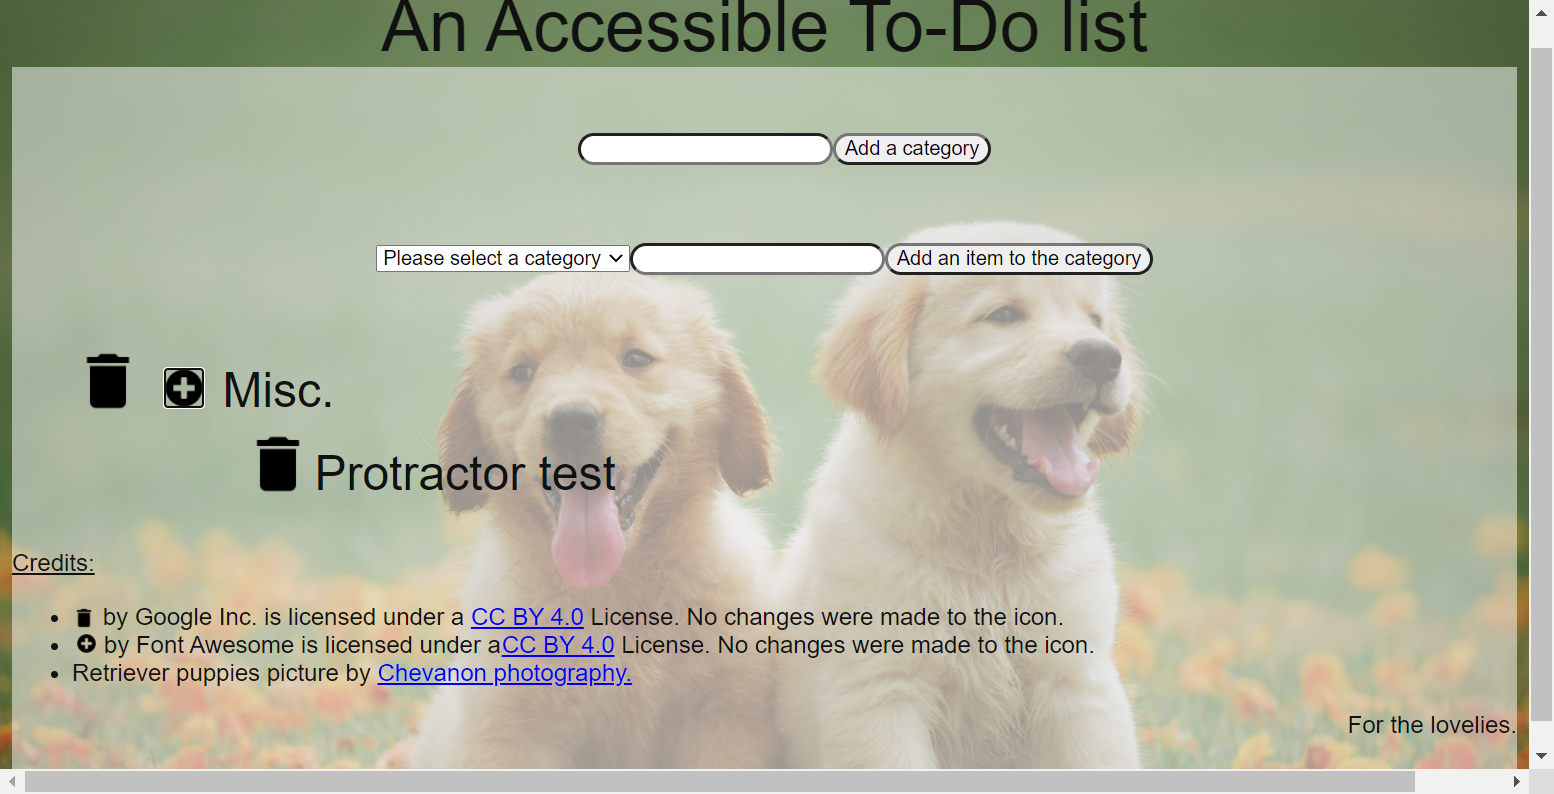 An Accessible To-Do list
Add a category
Please select a category Add an item to the category
Misc.
Protractor test
Credits:
by Google Inc. is licensed under a CC BY 4.0 License. No changes were made to the icon.
by Font Awesome is licensed under aCC BY 4.0 License. No changes were made to the icon.
Retriever puppies picture by Chevanon photography.
For the lovelies.